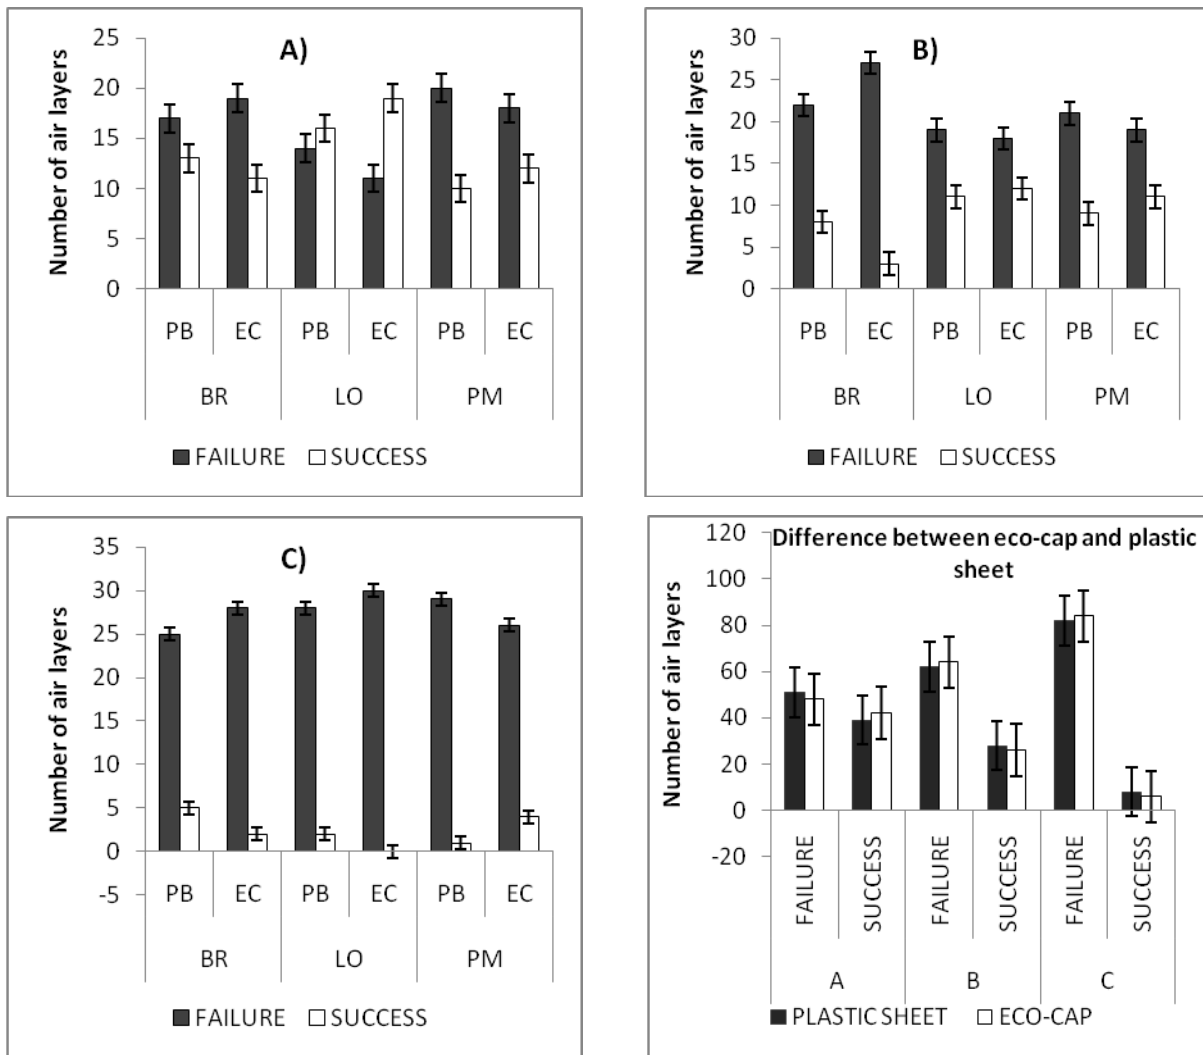 A)
Number of air layers
25
20
15
10
5
0
PB EC PB EC PB EC
BR LO PM
FAILURE SUCCESS
B)
Number of air layers
30
25
20
15
10
5
0
PB EC PB EC PB EC
BR LO PM
FAILURE SUCCESS
C)
Number of air layers
35
30
25
20
15
10
5
0
-5
PB EC PB EC PB EC
BR LO PM
FAILURE SUCCESS
Difference between eco-cap and plastic
sheet
Number of air layers
120
100
80
60
40
20
0
-20
FAILURE SUCCESS FAILURE SUCCESS FAILURE SUCCESS
A B C
PLASTIC SHEET ECO-CAP